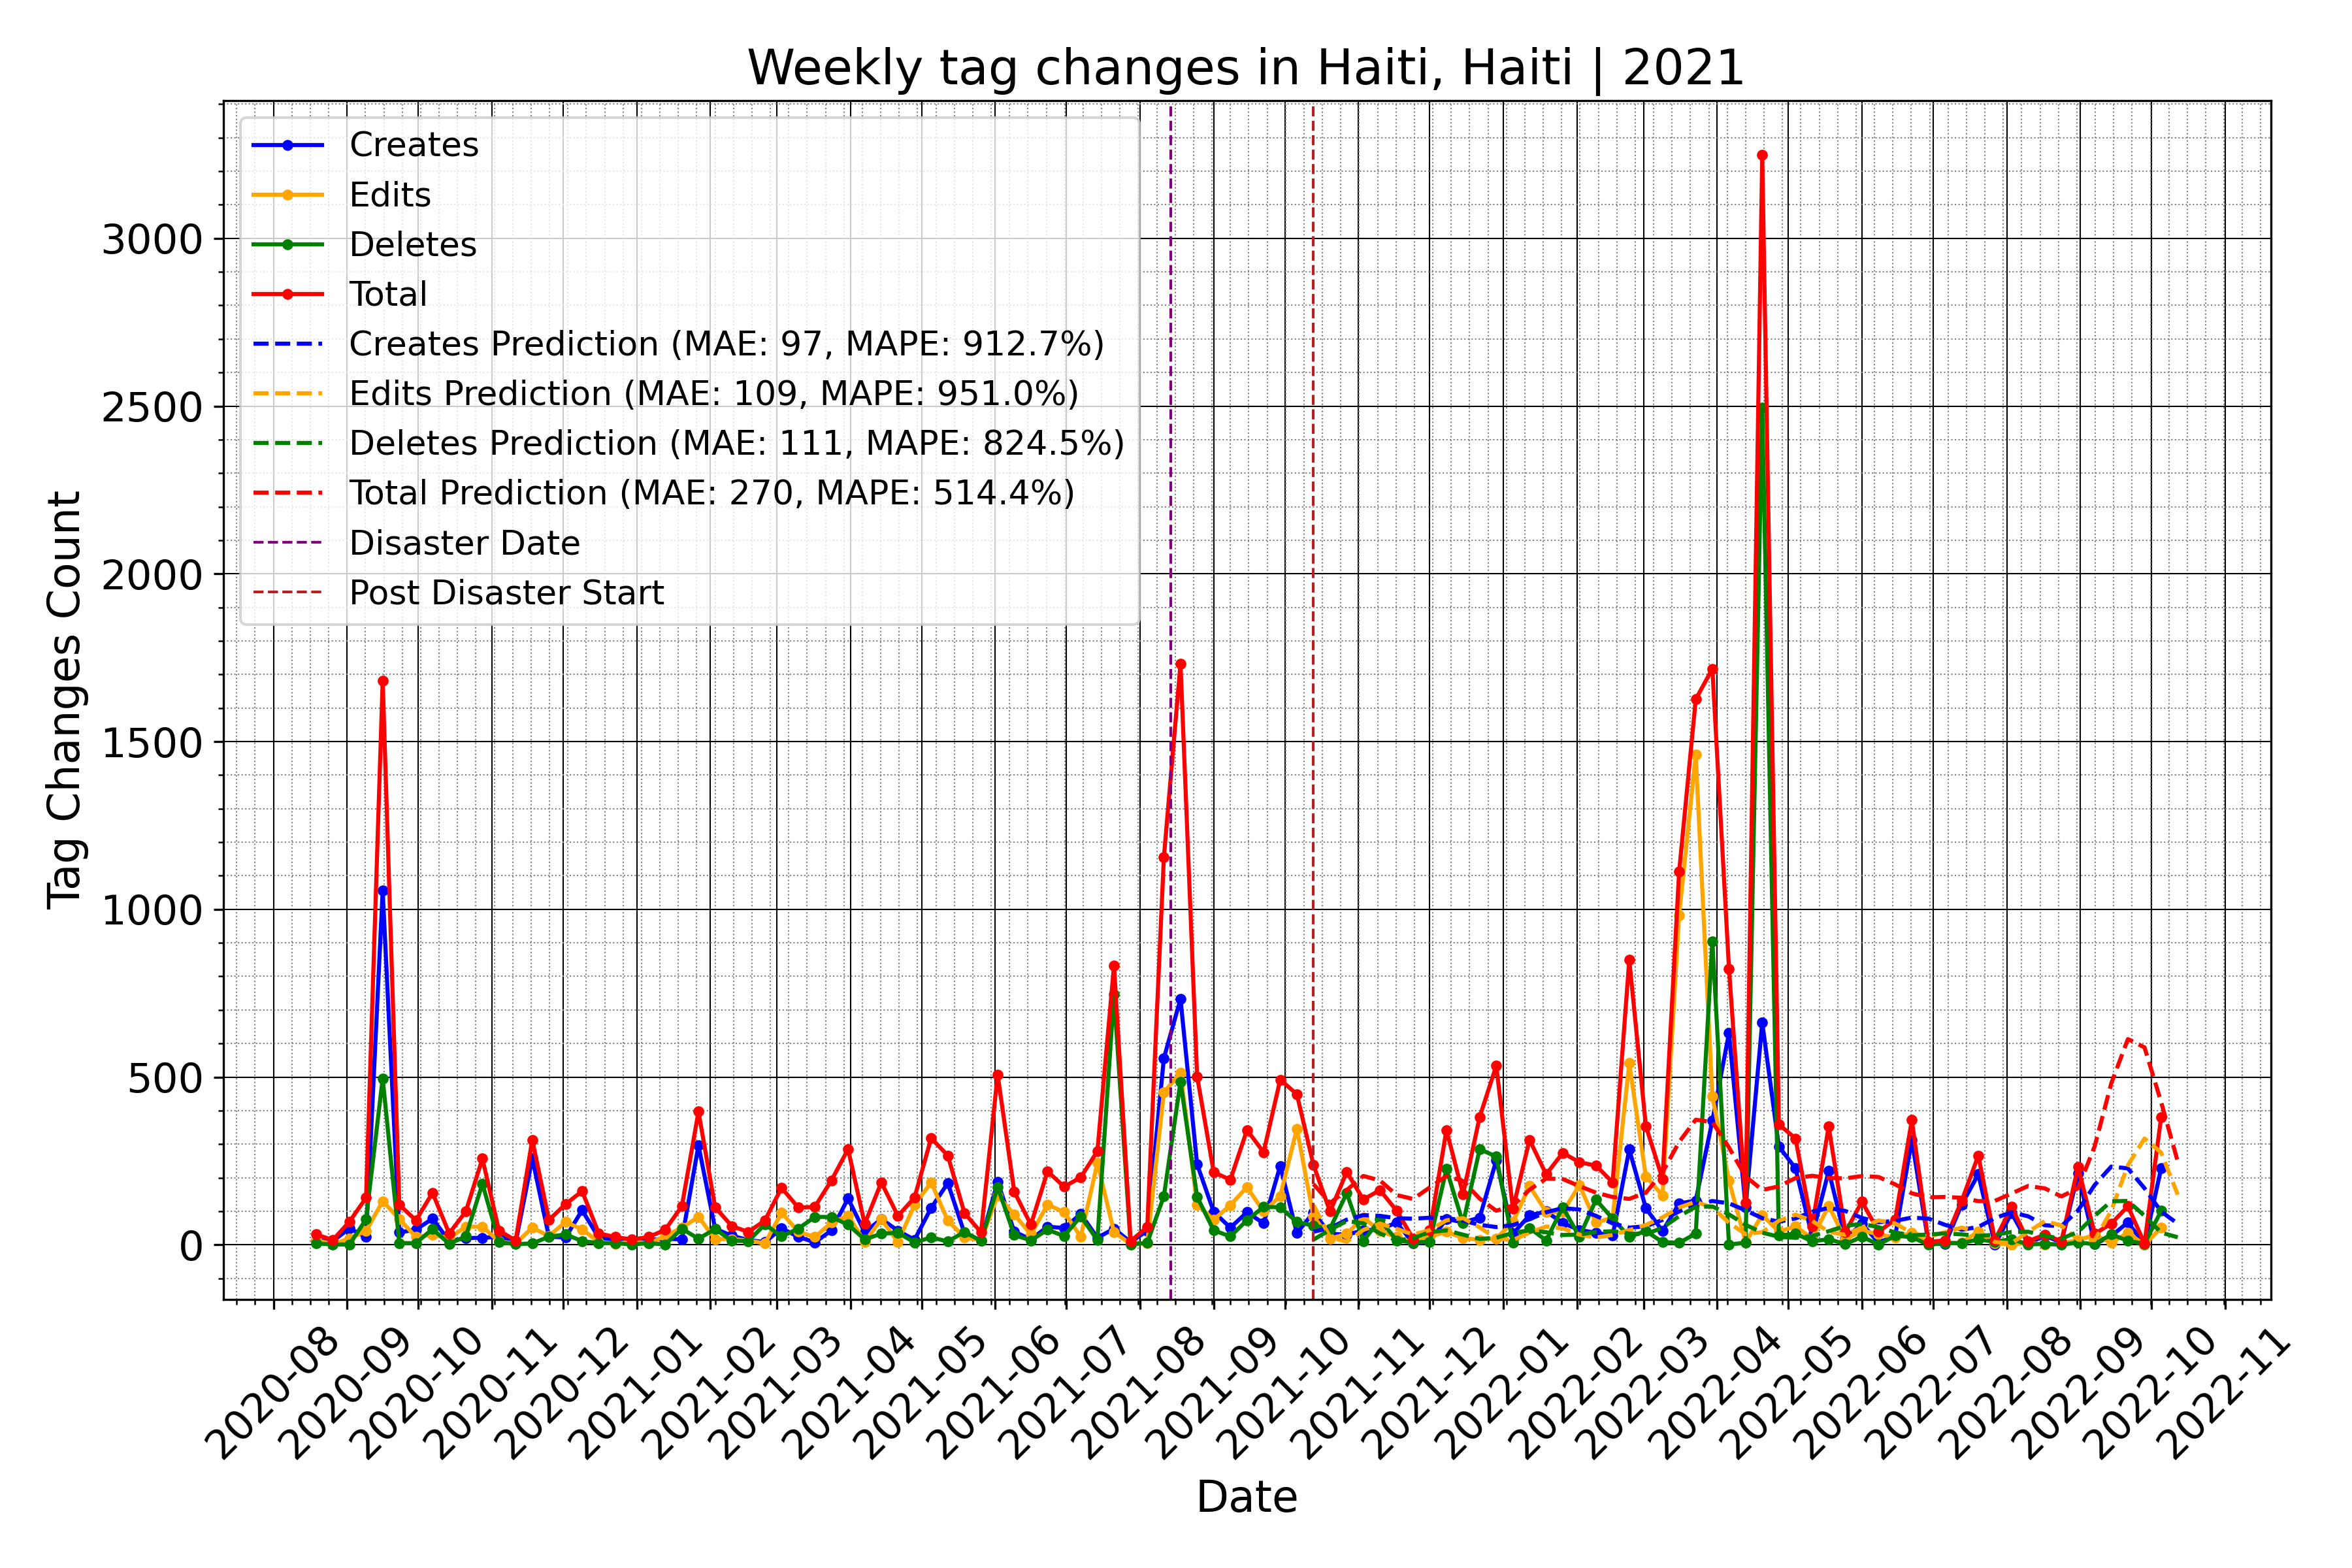 Weekly tag changes in Haiti, Haiti | 2021
Creates
Edits
Deletes
Total
Creates Prediction (MAE: 97, MAPE: 912.7%)
Edits Prediction (MAE: 109, MAPE: 951.0%)
Deletes Prediction (MAE: 111, MAPE: 824.5%)
Total Prediction (MAE: 270, MAPE: 514.4%)
Disaster Date
Post Disaster Start
Tag Changes Count
3000
2500
2000
1500
1000
500
0
2020-08
2020-09
2020-10
2020-11
2020-12
2021-01
2021-02
2021-03
2021-04
2021-05
2021-06
2021-07
2021-08
2021-09
2021-10
2021-11
2021-12
2022-01
2022-02
2022-03
2022-04
2022-05
2022-06
2022-07
2022-08
2022-09
2022-10
2022-11
Date